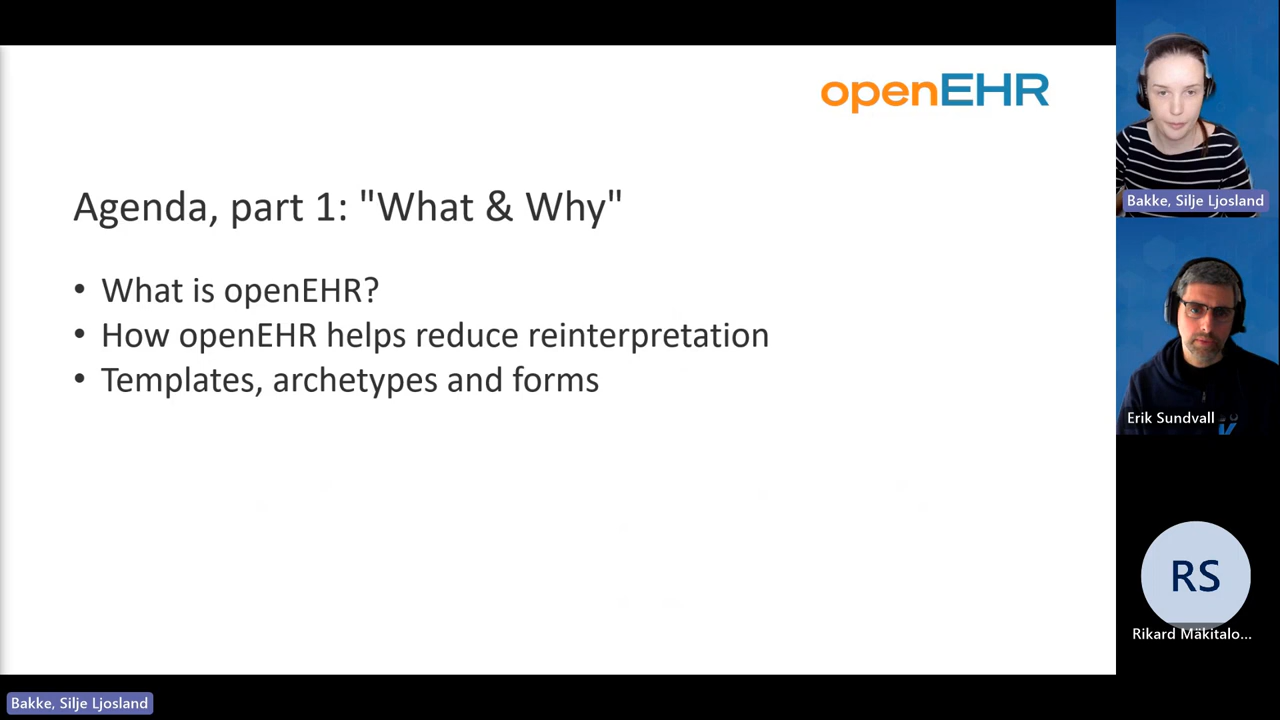 openEHR
Agenda, part 1: "What & Why"
• What is openEHR?
• How openEHR helps reduce reinterpretation
• Templates, archetypes and forms
Bakke, Silje Ljosland
Erik Sundvall
RS
Rikard Mäkitalo...
Bakke, Silje Ljosland